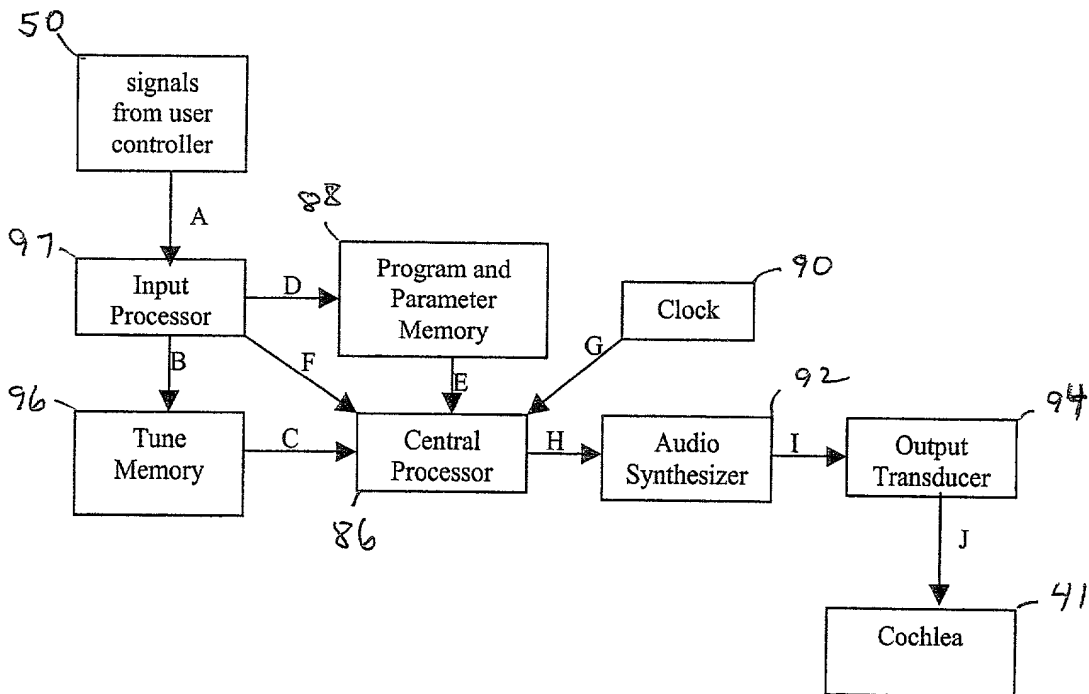 50
signals
from user
controller
A
97
Input
Processor
D
88
Program and
Parameter
Memory
90
Clock
B
F
E
G
96
Tune
Memory
C
Central
Processor
86
H
92
Audio
Synthesizer
I
94
Output
Transducer
J
41
Cochlea